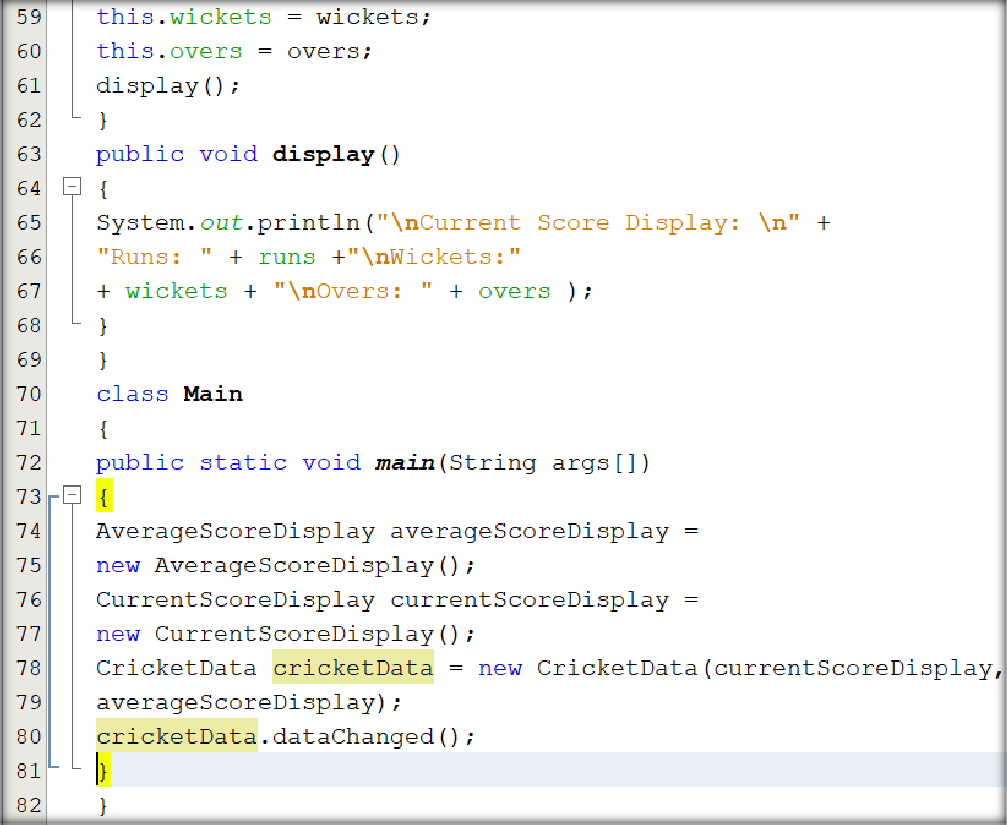 59 this.wickets = wickets;
60 this.overs = overs;
61 display();
62 }
63 public void display()
64 {
65 System.out.println("\nCurrent Score Display: \n" +
66 "Runs: " + runs +"\nWickets:"
67 + wickets + "\nOvers: " + overs );
68 }
69 }
70 class Main
71 {
72 public static void main(String args[])
73 {
74 AverageScoreDisplay averageScoreDisplay =
75 new AverageScoreDisplay();
76 CurrentScoreDisplay currentScoreDisplay =
77 new CurrentScoreDisplay();
78 CricketData cricketData = new CricketData(currentScoreDisplay,
79 averageScoreDisplay);
80 cricketData.dataChanged();
81 }
82 }